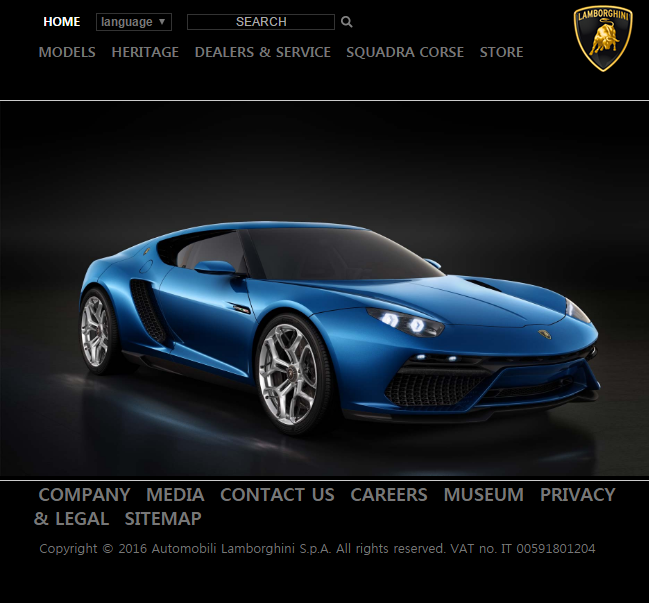 HOME language ▼ SEARCH
LAMBORGHINI
MODELS HERITAGE DEALERS & SERVICE SQUADRA CORSE STORE
COMPANY MEDIA CONTACT US CAREERS MUSEUM PRIVACY
& LEGAL SITEMAP
Copyright © 2016 Automobili Lamborghini S.p.A. All rights reserved. VAT no. IT 00591801204